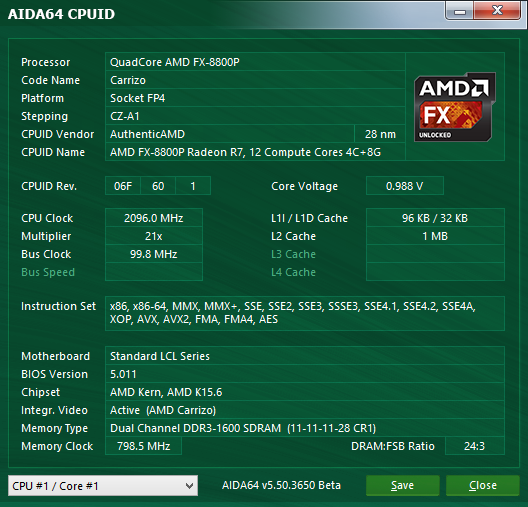 AIDA64 CPUID
Processor QuadCore AMD FX-8800P
Code Name Carrizo
Platform Socket FP4
Stepping CZ-A1
CPUID Vendor AuthenticAMD 28 nm
CPUID Name AMD FX-8800P Radeon R7, 12 Compute Cores 4C+8G
AMD
FX
UNLOCKED
CPUID Rev. 06F 60 1 Core Voltage 0.988 V
CPU Clock 2096.0 MHz L1I / L1D Cache 96 KB / 32 KB
Multiplier 21x L2 Cache 1 MB
Bus Clock 99.8 MHz L3 Cache
Bus Speed L4 Cache
Instruction Set x86, x86-64, MMX, MMX+, SSE, SSE2, SSE3, SSSE3, SSE4.1, SSE4.2, SSE4A,
XOP, AVX, AVX2, FMA, FMA4, AES
Motherboard Standard LCL Series
BIOS Version 5.011
Chipset AMD Kern, AMD K15.6
Integr. Video Active (AMD Carrizo)
Memory Type Dual Channel DDR3-1600 SDRAM (11-11-11-28 CR1)
Memory Clock 798.5 MHz DRAM:FSB Ratio 24:3
CPU #1 / Core #1 AIDA64 v5.50.3650 Beta Save Close